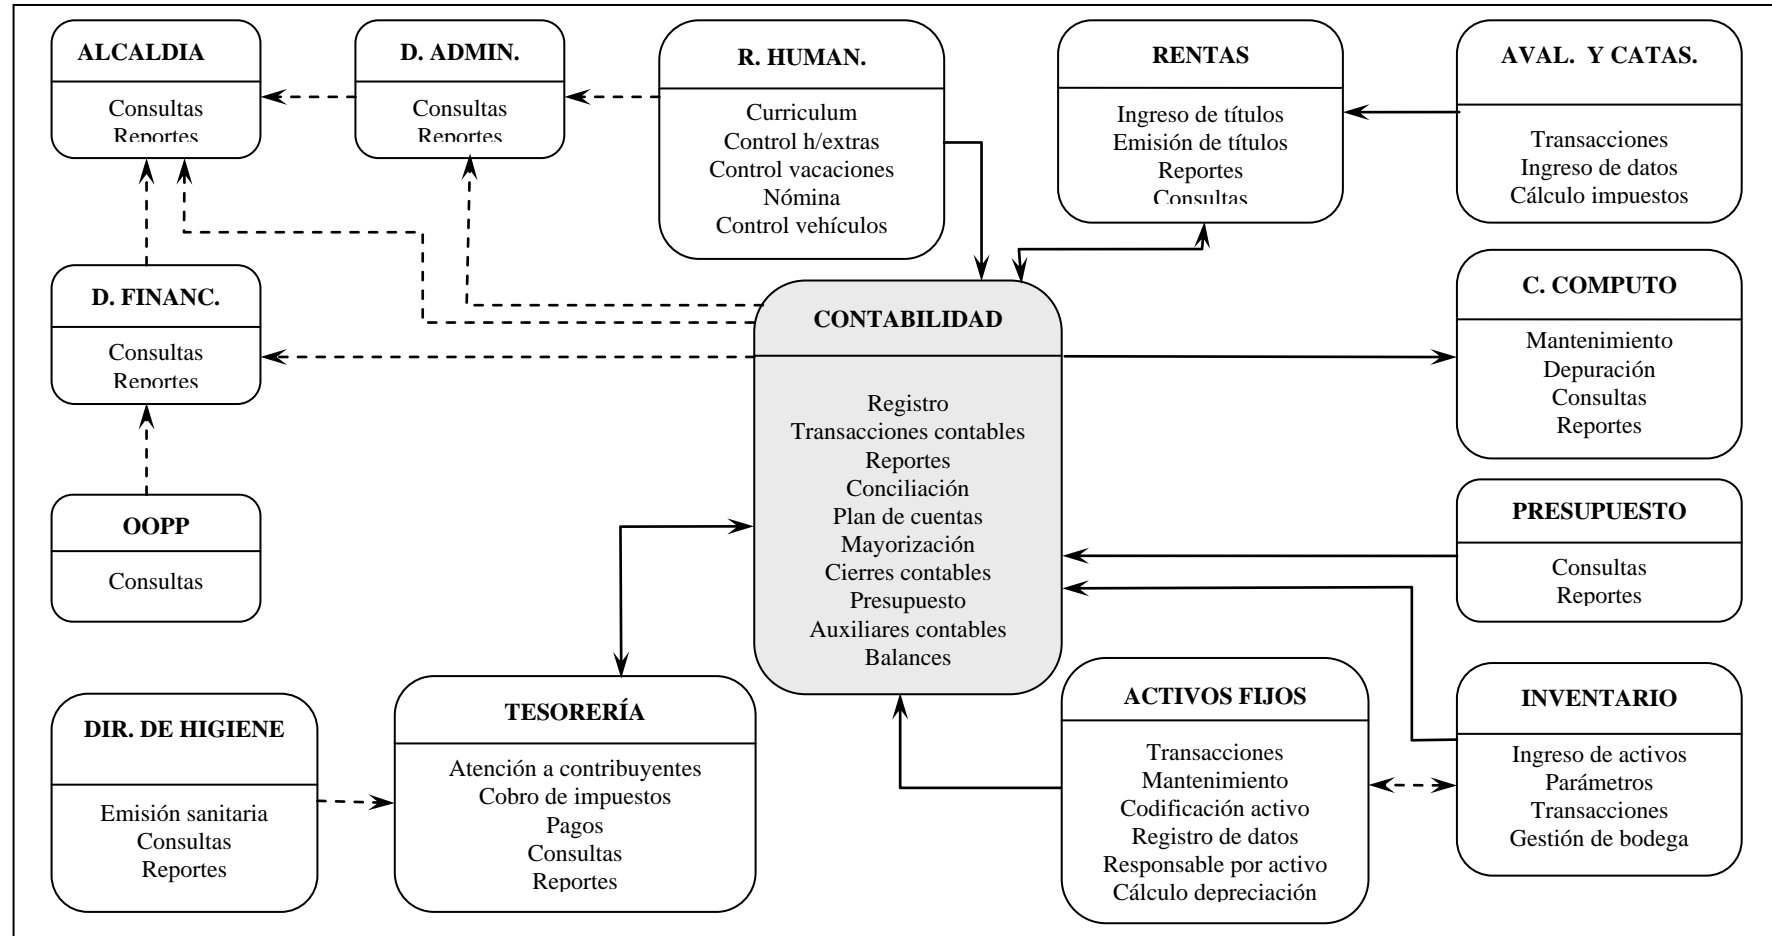 ALCALDIA
Consultas
Reportes
D. ADMIN.
Consultas
Reportes
R. HUMAN.
Curriculum
Control h/extras
Control vacaciones
Nómina
Control vehículos
RENTAS
Ingreso de títulos
Emisión de títulos
Reportes
Consultas
AVAL. Y CATAS.
Transacciones
Ingreso de datos
Cálculo impuestos
D. FINANC.
Consultas
Reportes
CONTABILIDAD
Registro
Transacciones contables
Reportes
Conciliación
Plan de cuentas
Mayorización
Cierres contables
Presupuesto
Auxiliares contables
Balances
C. COMPUTO
Mantenimiento
Depuración
Consultas
Reportes
OOPP
Consultas
PRESUPUESTO
Consultas
Reportes
DIR. DE HIGIENE
Emisión sanitaria
Consultas
Reportes
TESORERÍA
Atención a contribuyentes
Cobro de impuestos
Pagos
Consultas
Reportes
ACTIVOS FIJOS
Transacciones
Mantenimiento
Codificación activo
Registro de datos
Responsable por activo
Cálculo depreciación
INVENTARIO
Ingreso de activos
Parámetros
Transacciones
Gestión de bodega